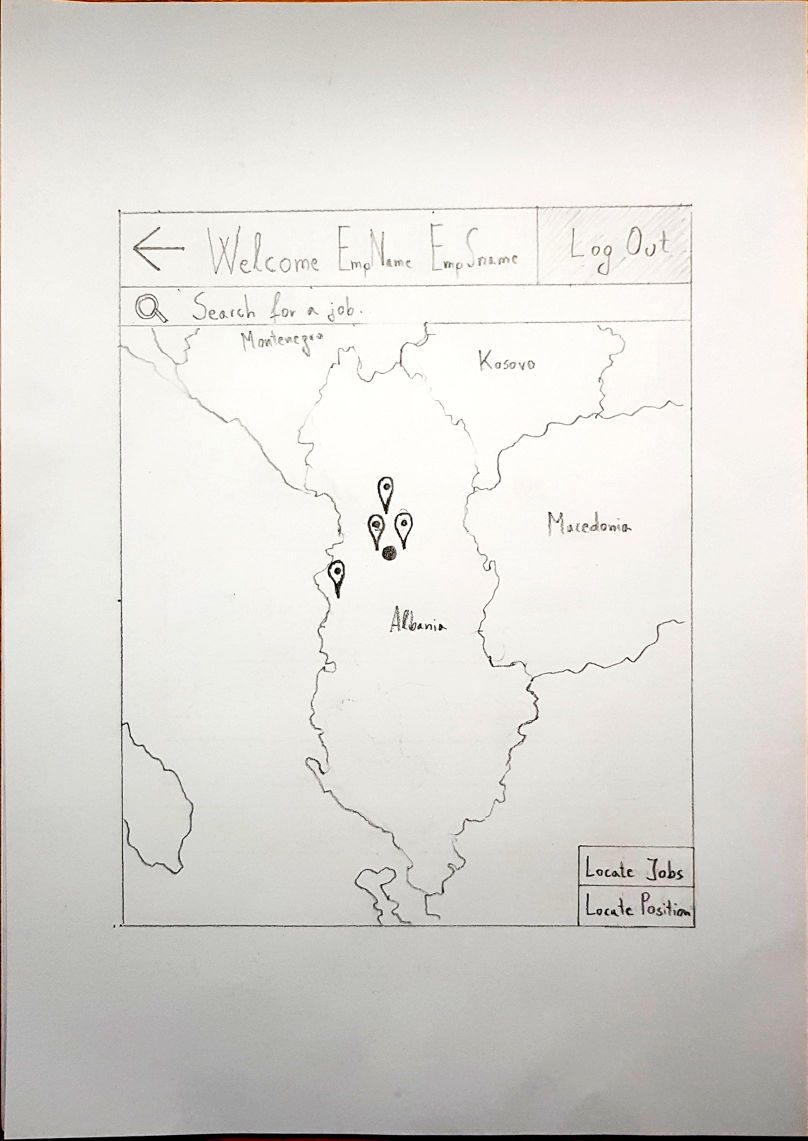 Welcome EmpName EmpSname
Log Out
Search for a job.
Montenegro
Kosovo
Macedonia
Albania
Locate Jobs
Locate Position